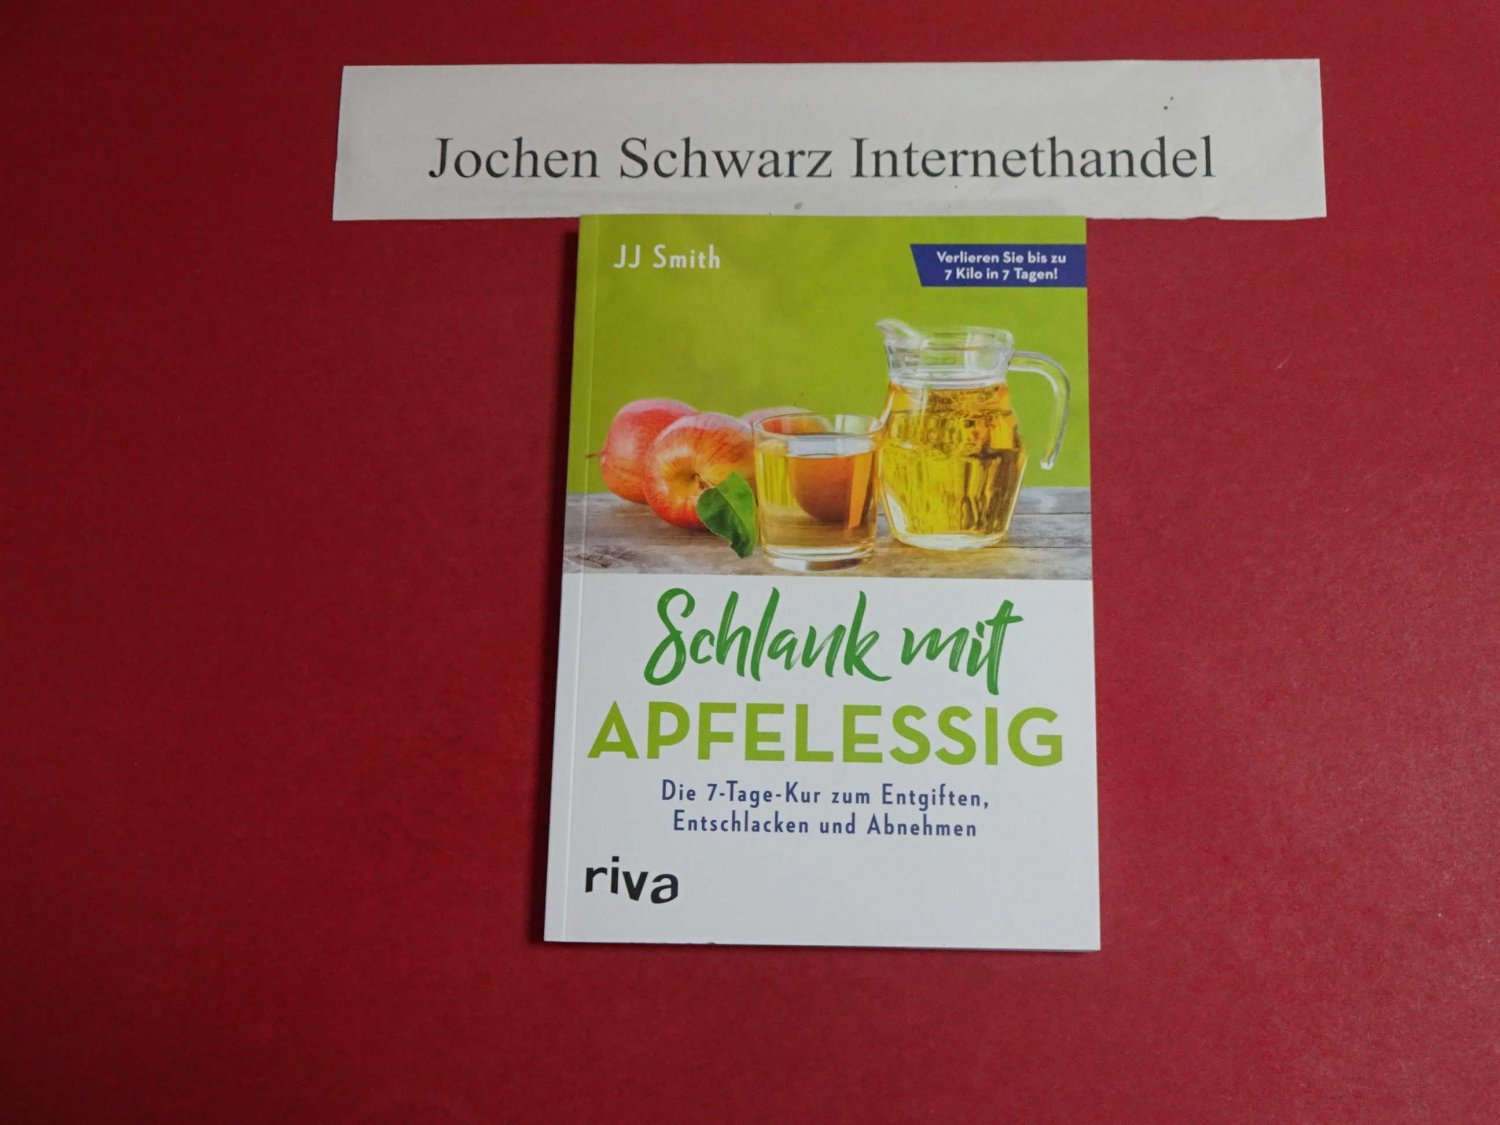 Jochen Schwarz Internethandel
JJ Smith
Verlieren Sie bis zu
7 Kilo in 7 Tagen!
Schlank mit
APFELESSIG
Die 7-Tage-Kur zum Entgiften,
Entschlacken und Abnehmen
riva